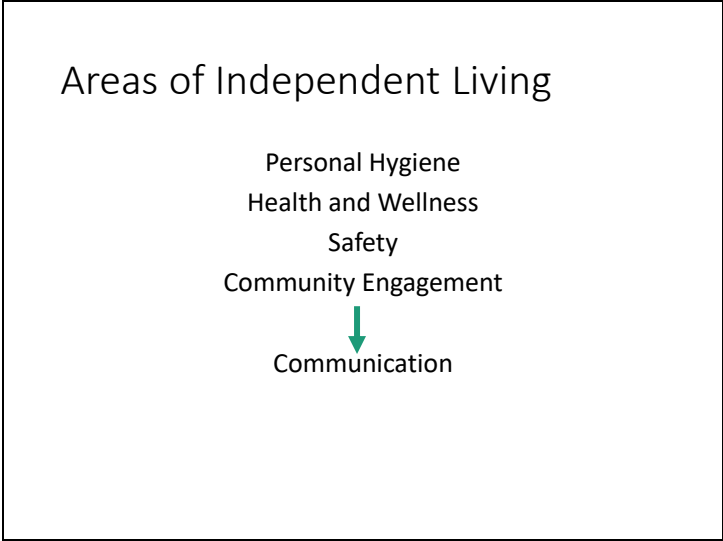 Areas of Independent Living
Personal Hygiene
Health and Wellness
Safety
Community Engagement
Communication